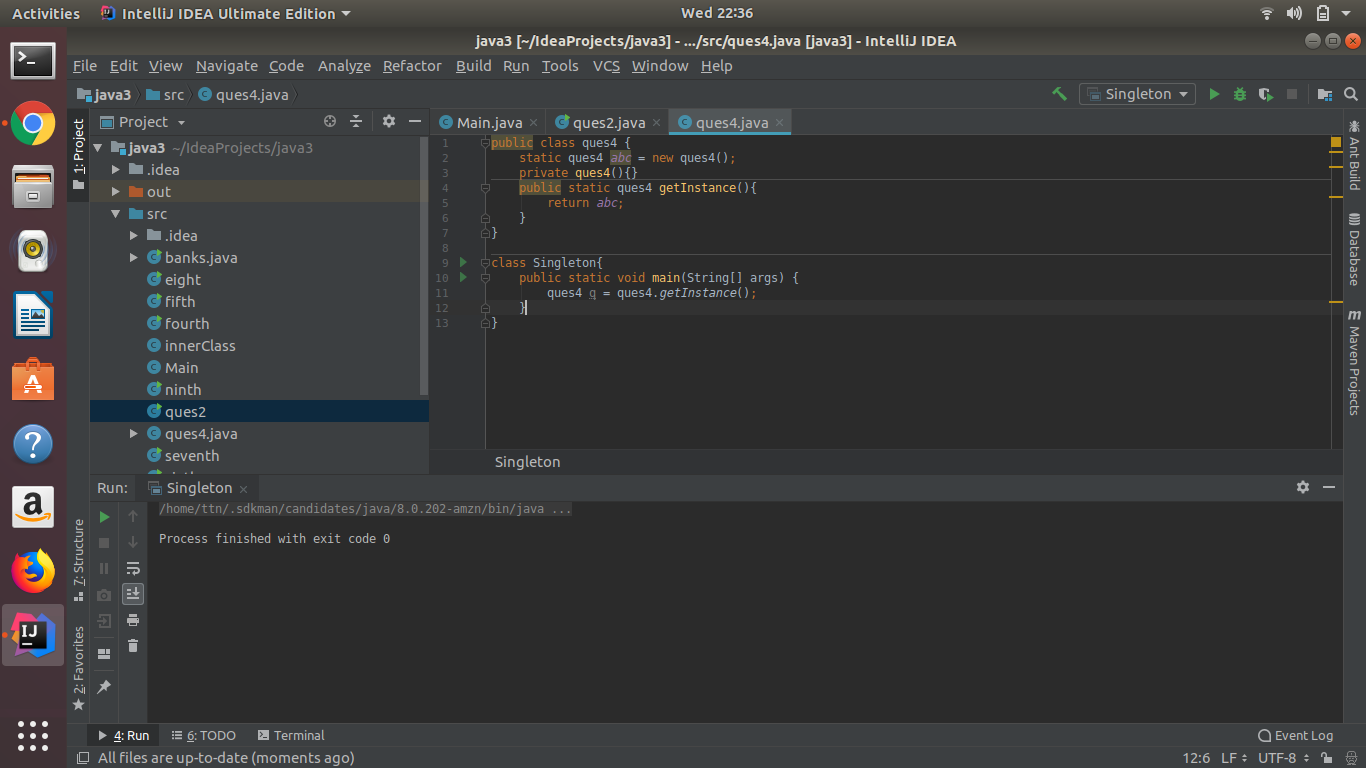 Activities IntelliJ IDEA Ultimate Edition Wed 22:36
java3 [~/IdeaProjects/java3] - .../src/ques4.java [java3] - IntelliJ IDEA
File Edit View Navigate Code Analyze Refactor Build Run Tools VCS Window Help
java3 src ques4.java Singleton
1: Project
Project
java3 ~/IdeaProjects/java3
.idea
out
src
.idea
banks.java
eight
fifth
fourth
innerClass
Main
ninth
ques2
ques4.java
seventh
Main.java ques2.java ques4.java
1 public class ques4 {
2 static ques4 abc = new ques4();
3 private ques4(){}
4 public static ques4 getInstance(){
5 return abc;
6 }
7 }
8
9 class Singleton{
10 public static void main(String[] args) {
11 ques4 q = ques4.getInstance();
12 }
13 }
Singleton
Ant Build
Database
m Maven Projects
Run: Singleton
/home/ttn/.sdkman/candidates/java/8.0.202-amzn/bin/java ...
Process finished with exit code 0
7: Structure
2: Favorites
4: Run 6: TODO Terminal Event Log
All files are up-to-date (moments ago) 12:6 LF UTF-8